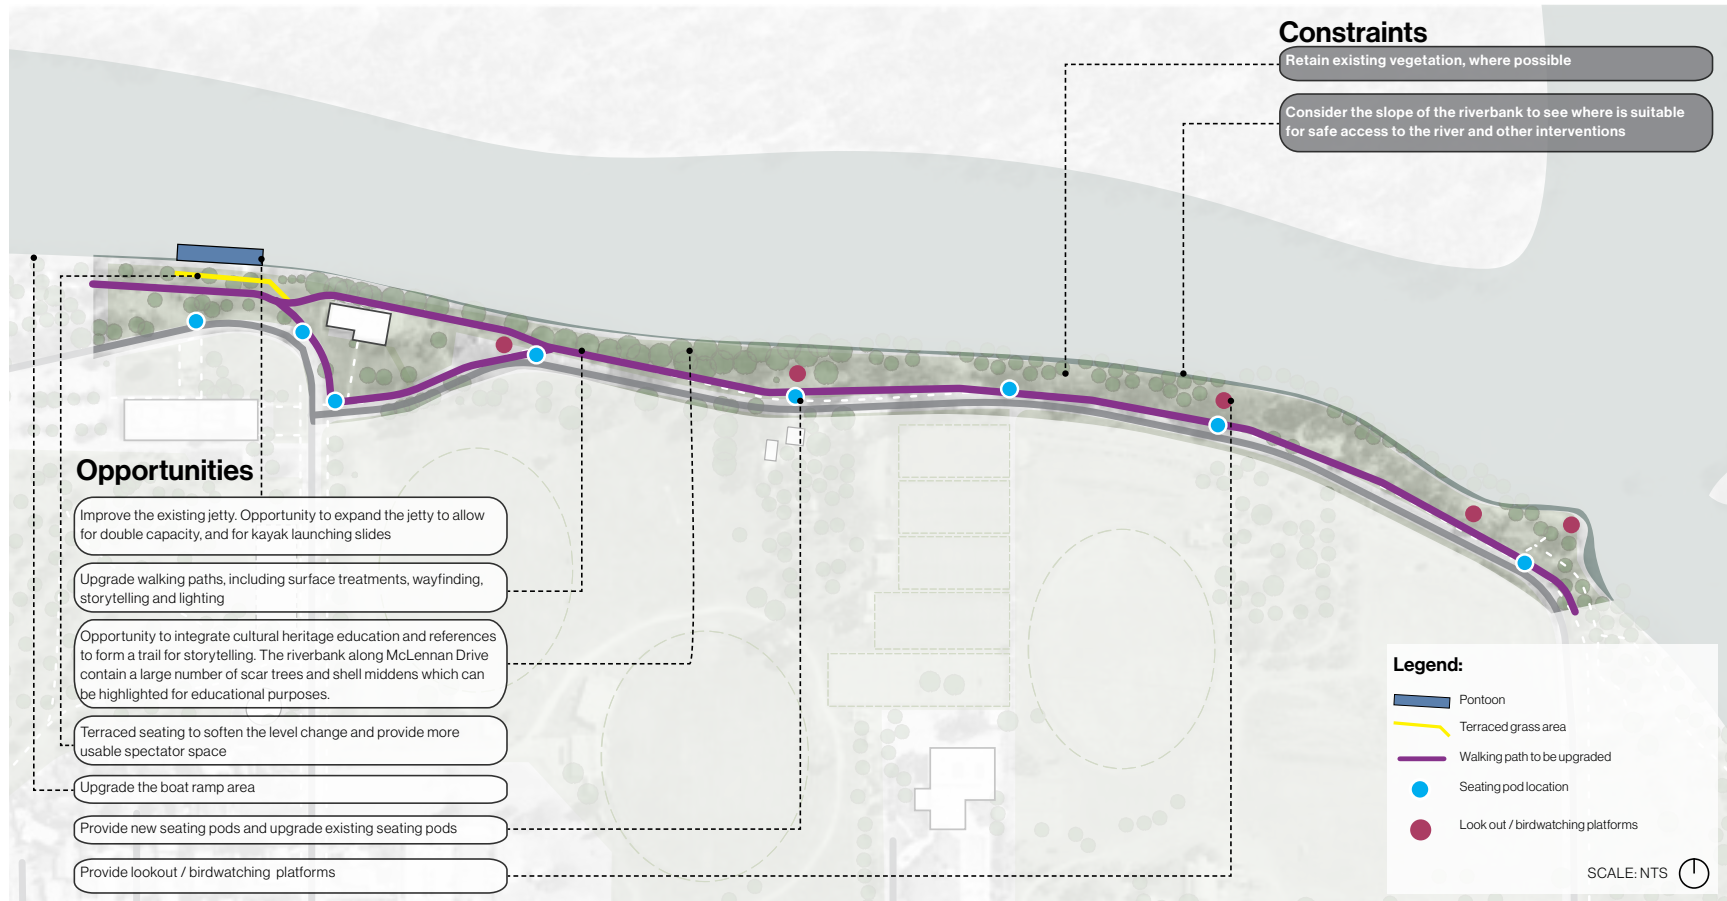 Constraints
Retain existing vegetation, where possible
Consider the slope of the riverbank to see where is suitable
for safe access to the river and other interventions
Opportunities
Improve the existing jetty. Opportunity to expand the jetty to allow
for double capacity, and for kayak launching slides
Upgrade walking paths, including surface treatments, wayfinding,
storytelling and lighting
Opportunity to integrate cultural heritage education and references
to form a trail for storytelling. The riverbank along McLennan Drive
contain a large number of scar trees and shell middens which can
be highlighted for educational purposes.
Terraced seating to soften the level change and provide more
usable spectator space
Upgrade the boat ramp area
Provide new seating pods and upgrade existing seating pods
Provide lookout / birdwatching platforms
Legend:
Pontoon
Terraced grass area
Walking path to be upgraded
Seating pod location
Look out / birdwatching platforms
SCALE: NTS